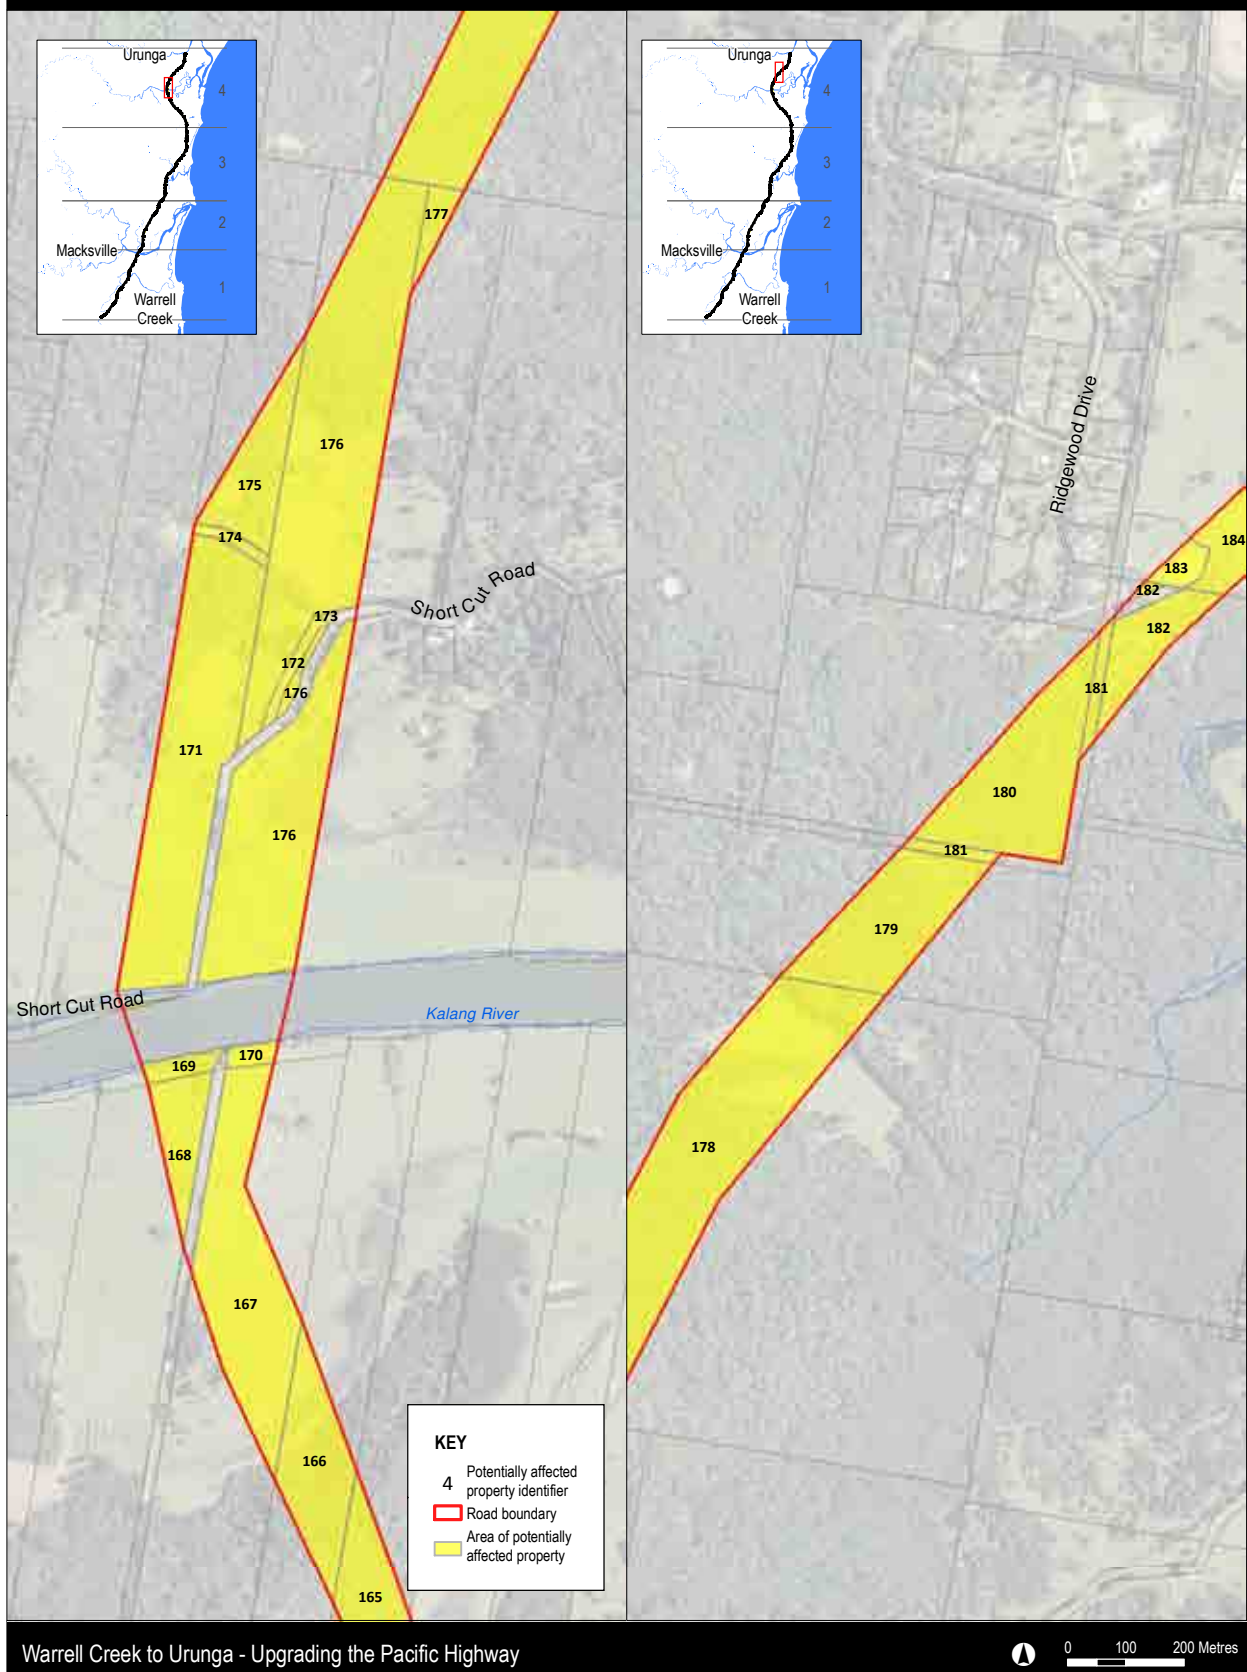 Urunga
4
3
2
Macksville
1
Warrell
Creek
177
176
175
174
Short Cut Road
173
172
176
171
176
Short Cut Road
Kalang River
170
169
168
167
166
165
KEY
4 Potentially affected
property identifier
Road boundary
Area of potentially
affected property
Urunga
4
3
2
Macksville
1
Warrell
Creek
Ridgewood Drive
184
183
182
182
181
180
181
179
178
Warrell Creek to Urunga - Upgrading the Pacific Highway
0 100 200 Metres